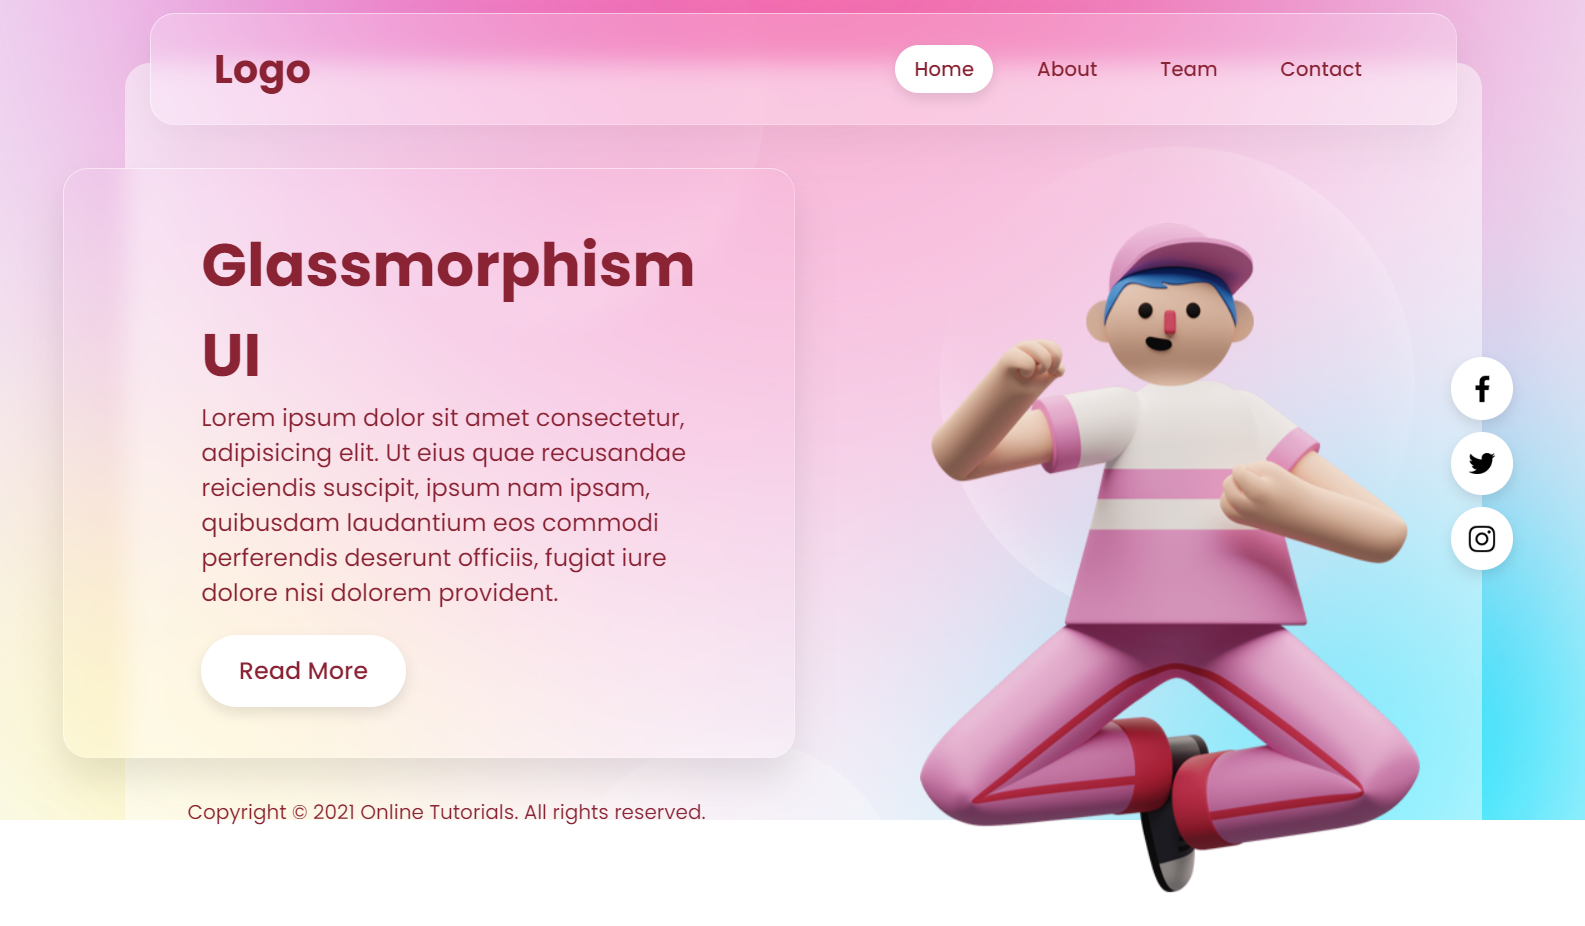 Logo
Home About Team Contact
Glassmorphism
UI
Lorem ipsum dolor sit amet consectetur,
adipisicing elit. Ut eius quae recusandae
reiciendis suscipit, ipsum nam ipsam,
quibusdam laudantium eos commodi
perferendis deserunt officiis, fugiat iure
dolore nisi dolorem provident.
Read More
Copyright © 2021 Online Tutorials. All rights reserved.